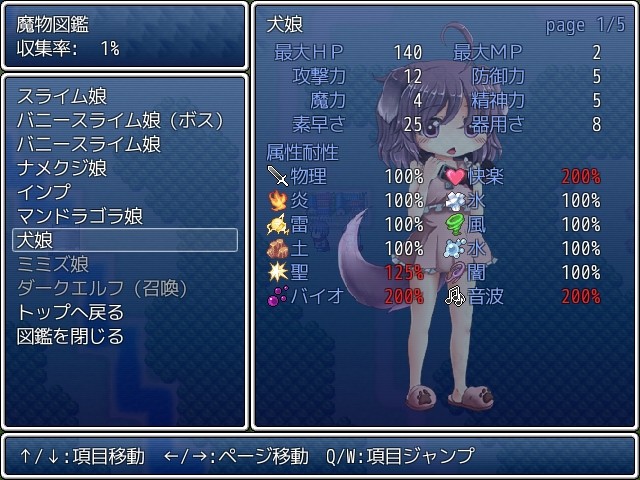 魔物図鑑
収集率: 1%
スライム娘
バニースライム娘（ボス）
バニースライム娘
ナメクジ娘
インプ
マンドラゴラ娘
犬娘
ミミズ娘
ダークエルフ（召喚）
トップへ戻る
図鑑を閉じる
犬娘 page 1/5
最大HP 140 最大MP 2
攻撃力 12 防御力 5
魔力 4 精神力 5
素早さ 25 器用さ 8
属性耐性
物理 100% 快楽 200%
炎 100% 氷 100%
雷 100% 風 100%
土 100% 水 100%
聖 125% 闇 100%
バイオ 200% 音波 200%
↑/↓:項目移動 ←/→:ページ移動 Q/W:項目ジャンプ